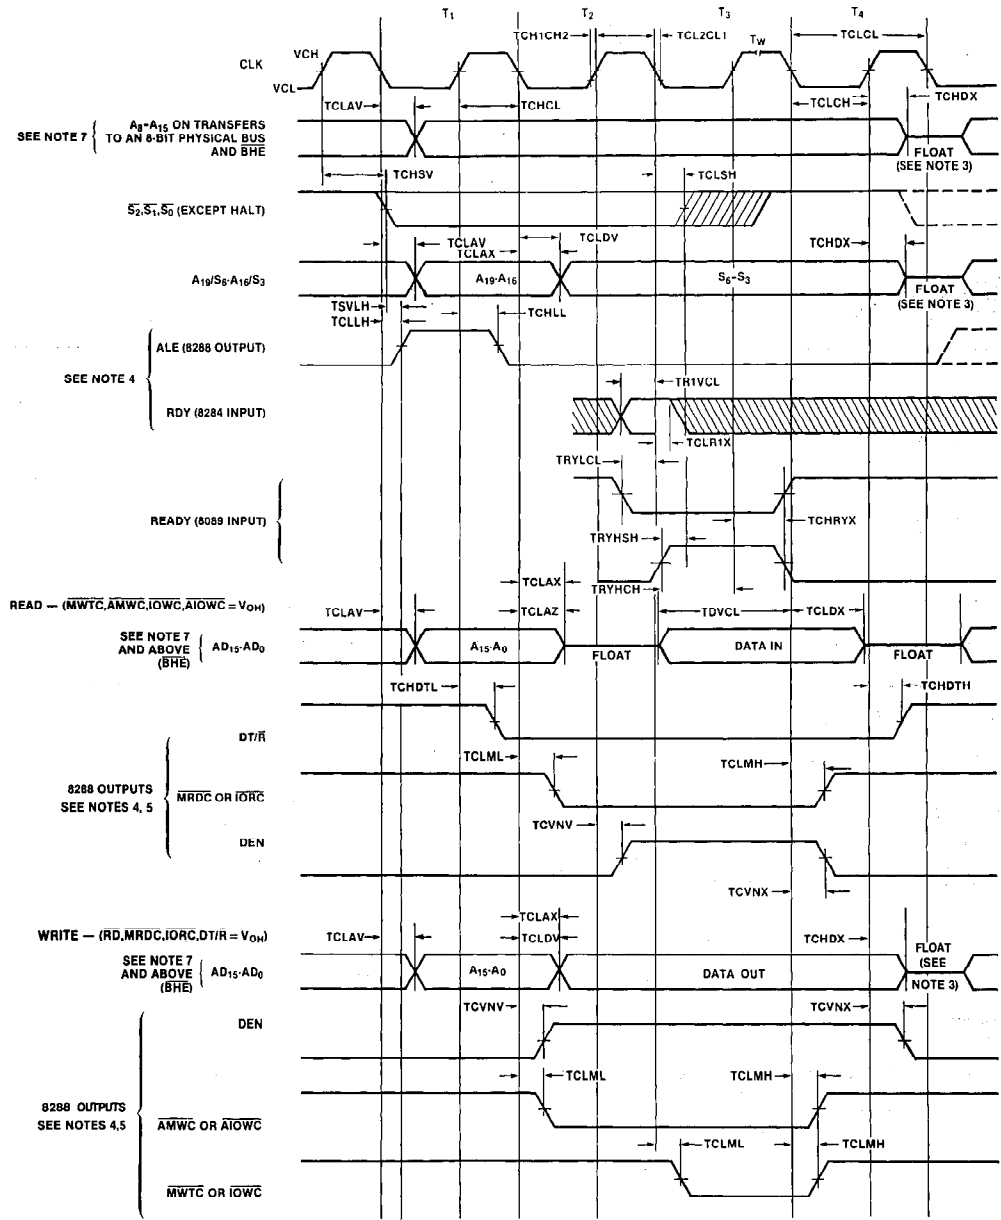 T1 T2 T3 T4
TCH1CH2 TCL2CL1 TW TCLCL
VCH
CLK
VCL
TCLAV TCHCL TCLCH TCHDX
SEE NOTE 7 { A8-A15 ON TRANSFERS
TO AN 8-BIT PHYSICAL BUS
AND BHE
FLOAT
(SEE NOTE 3)
TCHSV TCLSH
S2,S1,S0 (EXCEPT HALT)
TCLAV TCLDV TCHDX
TCLAX
A19/S6-A16/S3 A19-A16 S6-S3 FLOAT
(SEE NOTE 3)
TSVLH
TCLLH TCHLL
ALE (8288 OUTPUT)
SEE NOTE 4
TR1VCL
RDY (8284 INPUT)
TCLR1X
TRYLCL
READY (8089 INPUT) TCHRYX
TRYHSH
TCLAX
TRYHCH
READ — (MWTC,AMWC,IOWC,AIOWC = VOH) TCLAV TCLAZ TDVCL TCLDX
SEE NOTE 7
AND ABOVE
(BHE)
{ AD15-AD0 A15-A0 FLOAT DATA IN FLOAT
TCHDTL TCHDTH
DT/R
TCLML TCLMH
8288 OUTPUTS
SEE NOTES 4, 5
MRDC OR IORC
TCVNV
DEN
TCVNX
TCLAX
WRITE — (RD,MRDC,IORC,DT/R = VOH) TCLAV TCLDV TCHDX
FLOAT
(SEE
NOTE 3)
SEE NOTE 7
AND ABOVE
(BHE)
{ AD15-AD0 A15-A0 DATA OUT
TCVNV TCVNX
DEN
TCLML TCLMH
8288 OUTPUTS
SEE NOTES 4,5
AMWC OR AIOWC
TCLML TCLMH
MWTC OR IOWC